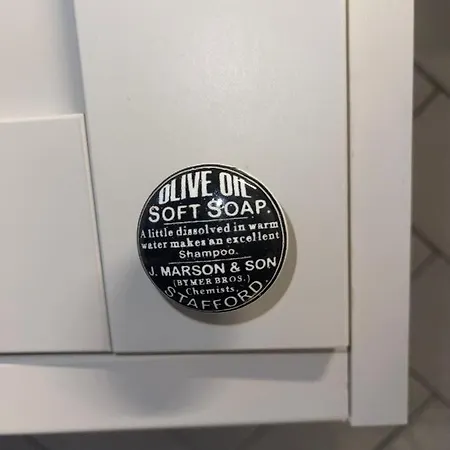 OLIVE OIL
SOFT SOAP.
A little dissolved in warm
water makes an excellent
Shampoo.
J. MARSON & SON
(BYMER BROS.)
Chemists.
STAFFORD.